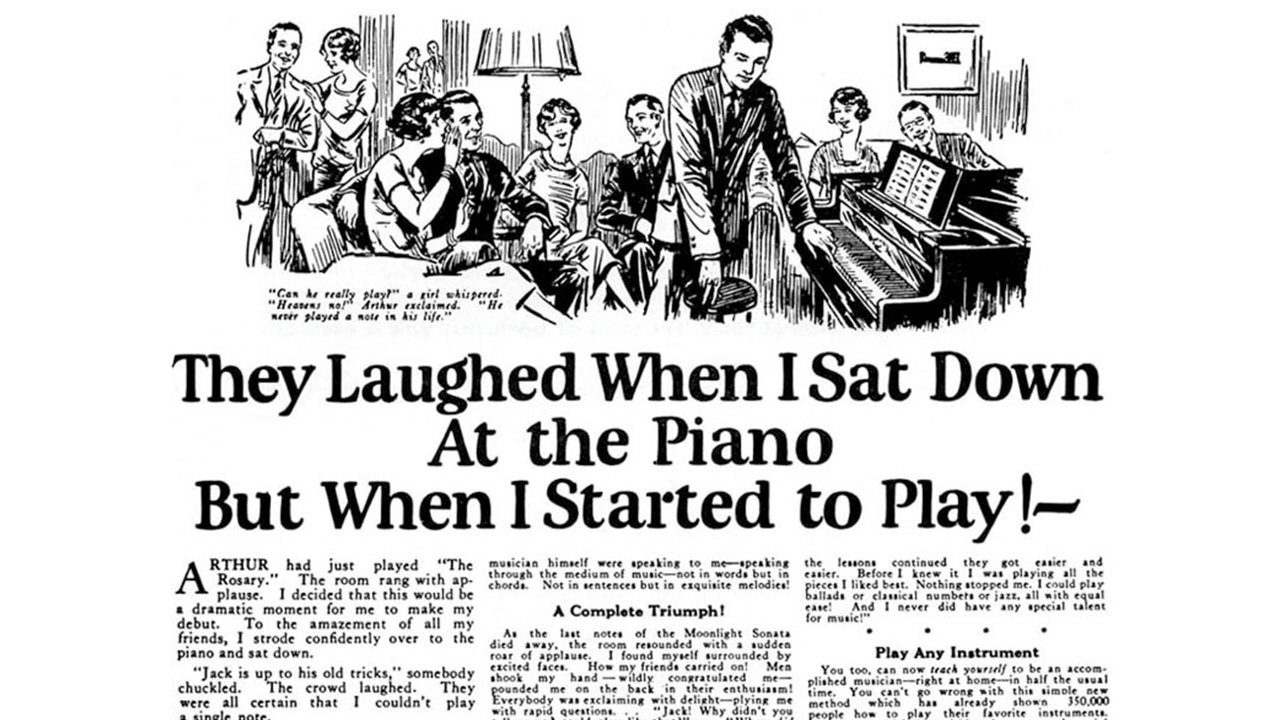 "Can he really play?" a girl whispered.
"Heavens no!" Arthur exclaimed. "He
never played a note in his life."
They Laughed When I Sat Down
At the Piano
But When I Started to Play!~
ARTHUR had just played "The
Rosary." The room rang with ap-
plause. I decided that this would be
a dramatic moment for me to make my
debut. To the amazement of all my
friends, I strode confidently over to the
piano and sat down.
"Jack is up to his old tricks," somebody
chuckled. The crowd laughed. They
were all certain that I couldn't play
a single note.
musician himself were speaking to me—speaking
through the medium of music—not in words but in
chords. Not in sentences but in exquisite melodies!
A Complete Triumph!
As the last notes of the Moonlight Sonata
died away, the room resounded with a sudden
roar of applause. I found myself surrounded by
excited faces. How my friends carried on! Men
shook my hand—wildly congratulated me—
pounded me on the back in their enthusiasm!
Everybody was exclaiming with delight—plying me
with rapid questions. . . "Jack! Why didn't you
the lessons continued they got easier and
easier. Before I knew it I was playing all the
pieces I liked best. Nothing stopped me. I could play
ballads or classical numbers or jazz, all with equal
ease! And I never did have any special talent
for music!"
* * * *
Play Any Instrument
You too, can now teach yourself to be an accom-
plished musician—right at home—in half the usual
time. You can't go wrong with this simple new
method which has already shown 350,000
people how to play their favorite instruments.